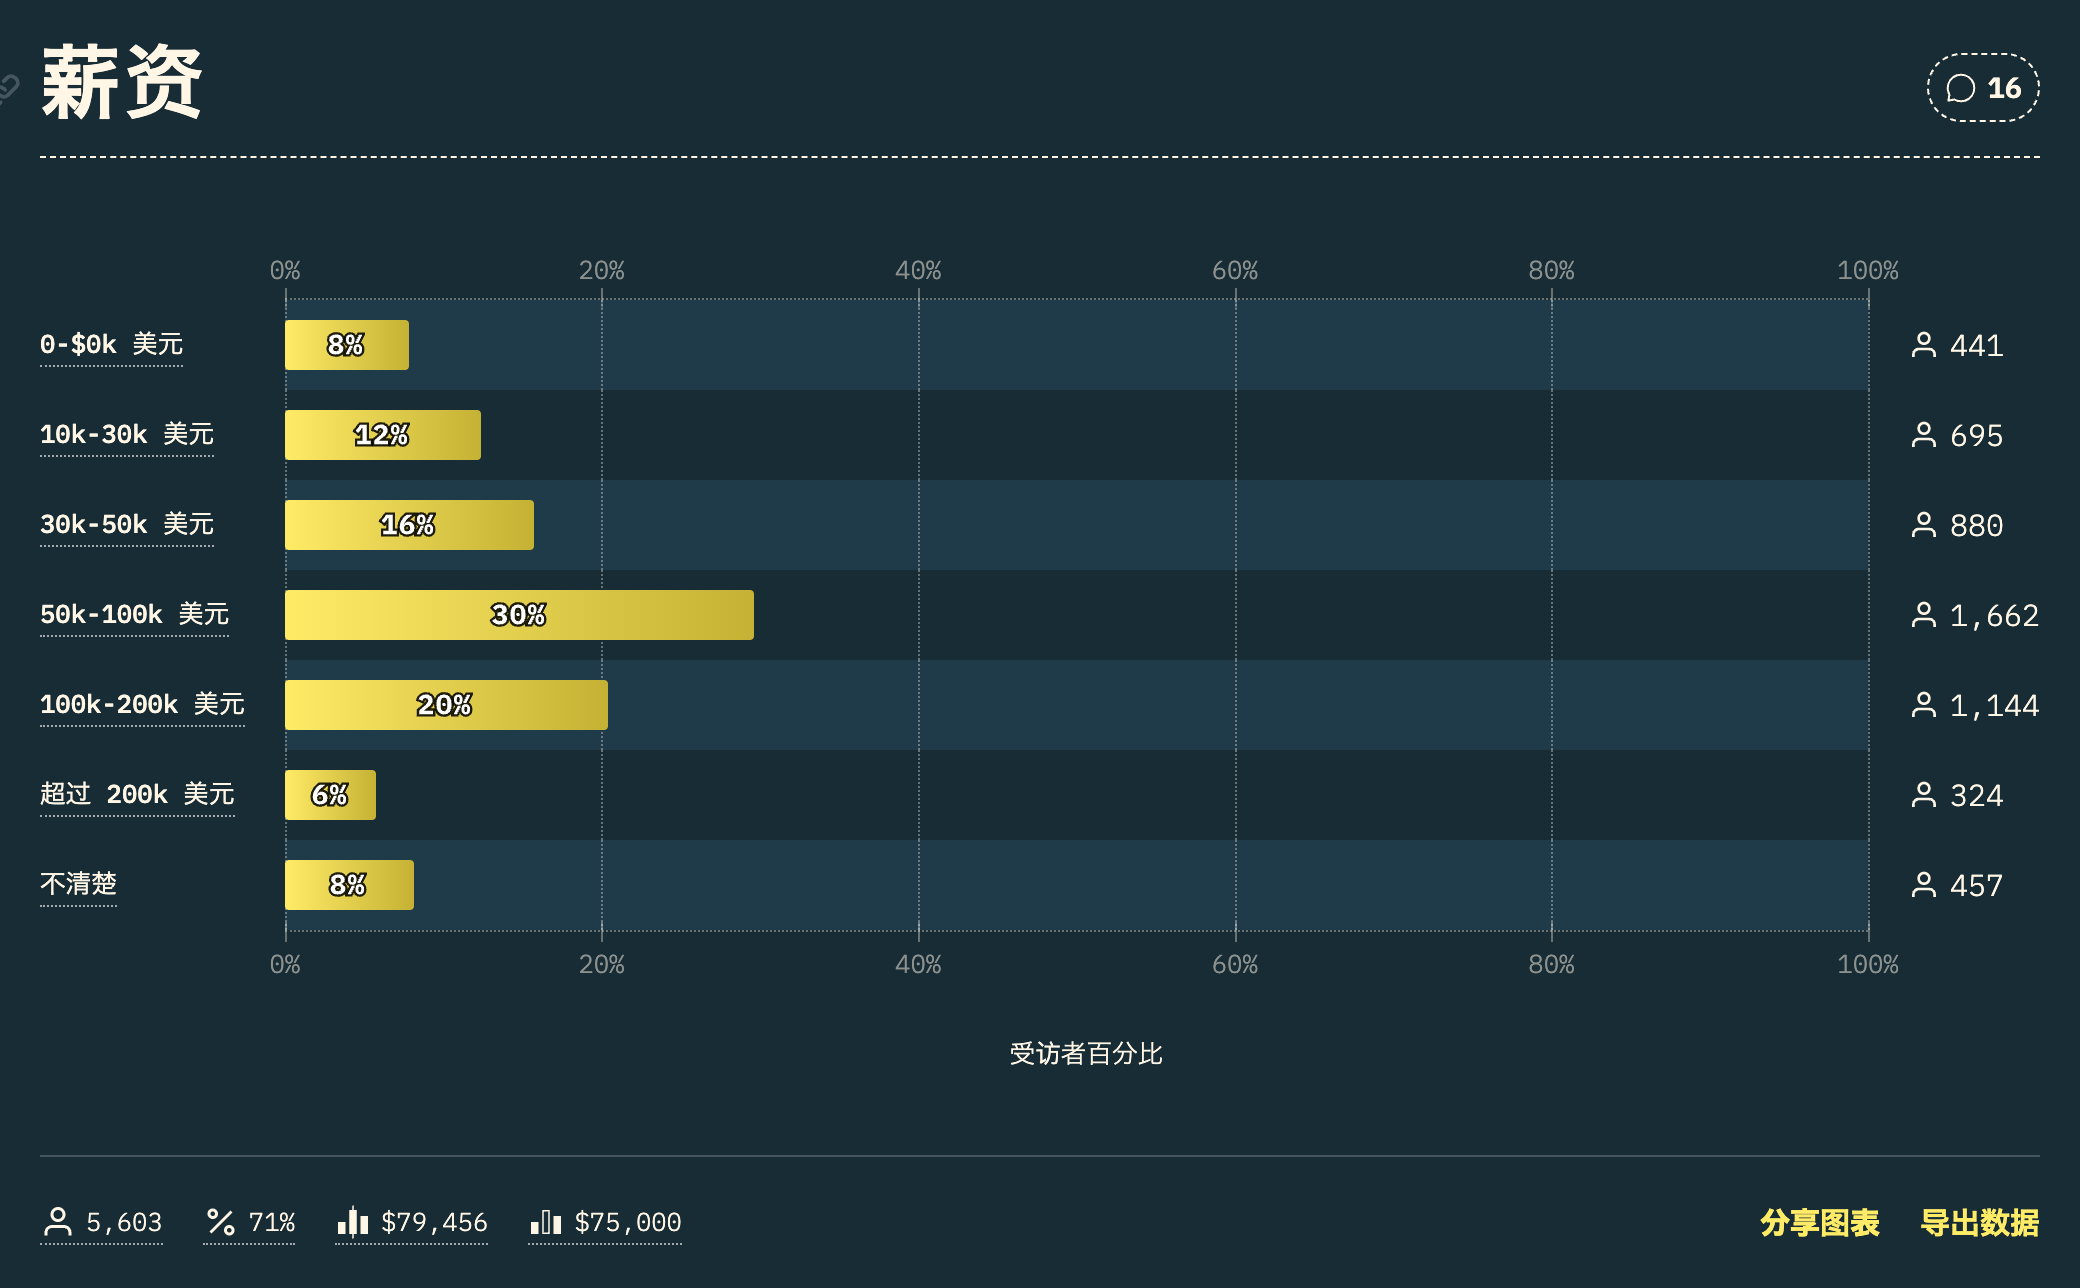 薪资
16
0% 20% 40% 60% 80% 100%
0-$0k 美元 8% 441
10k-30k 美元 12% 695
30k-50k 美元 16% 880
50k-100k 美元 30% 1,662
100k-200k 美元 20% 1,144
超过 200k 美元 6% 324
不清楚 8% 457
0% 20% 40% 60% 80% 100%
受访者百分比
5,603 71% $79,456 $75,000 分享图表 导出数据